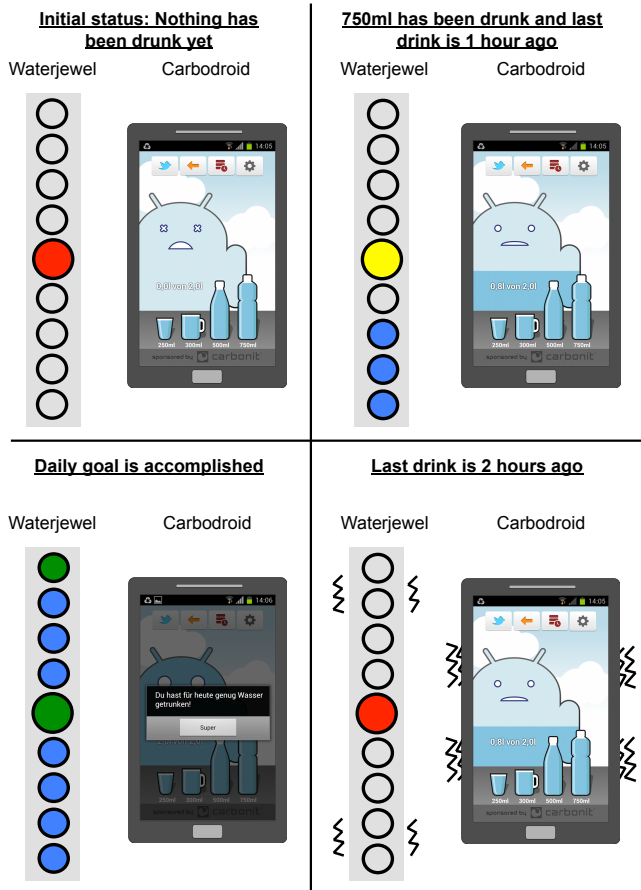 Initial status: Nothing has
been drunk yet
Waterjewel Carbodroid
14:05
0,0l von 2,0l
250ml 300ml 500ml 750ml
sponsored by carbonit
750ml has been drunk and last
drink is 1 hour ago
Waterjewel Carbodroid
14:05
0,8l von 2,0l
250ml 300ml 500ml 750ml
sponsored by carbonit
Daily goal is accomplished
Waterjewel Carbodroid
14:06
Du hast für heute genug Wasser
getrunken!
Super
250ml 300ml 500ml 750ml
sponsored by carbonit
Last drink is 2 hours ago
Waterjewel Carbodroid
14:05
0,8l von 2,0l
250ml 300ml 500ml 750ml
sponsored by carbonit